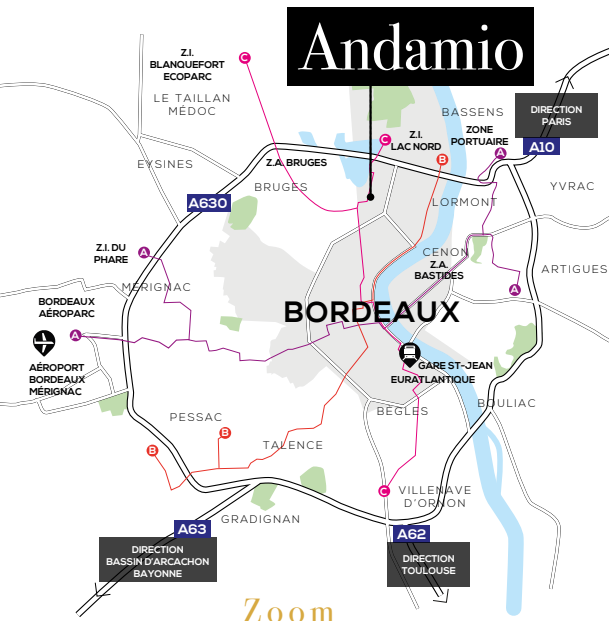 Andamio
Z.I.
BLANQUEFORT
ECOPARC
C
LE TAILLAN
MÉDOC
BASSENS
DIRECTION
PARIS
A10
ZONE
PORTUAIRE
A
Z.I.
LAC NORD
C
B
EYSINES
Z.A. BRUGES
BRUGES
YVRAC
A630
LORMONT
Z.I. DU
PHARE
A
CENON
Z.A.
BASTIDES
ARTIGUES
MÉRIGNAC
A
BORDEAUX
AÉROPARC
A
BORDEAUX
AÉROPORT
BORDEAUX
MÉRIGNAC
GARE ST-JEAN
EURATLANTIQUE
BÈGLES
BOULIAC
PESSAC
B
B
TALENCE
C
VILLENAVE
D'ORNON
GRADIGNAN
A63
DIRECTION
BASSIN D'ARCACHON
BAYONNE
A62
DIRECTION
TOULOUSE
Zoom